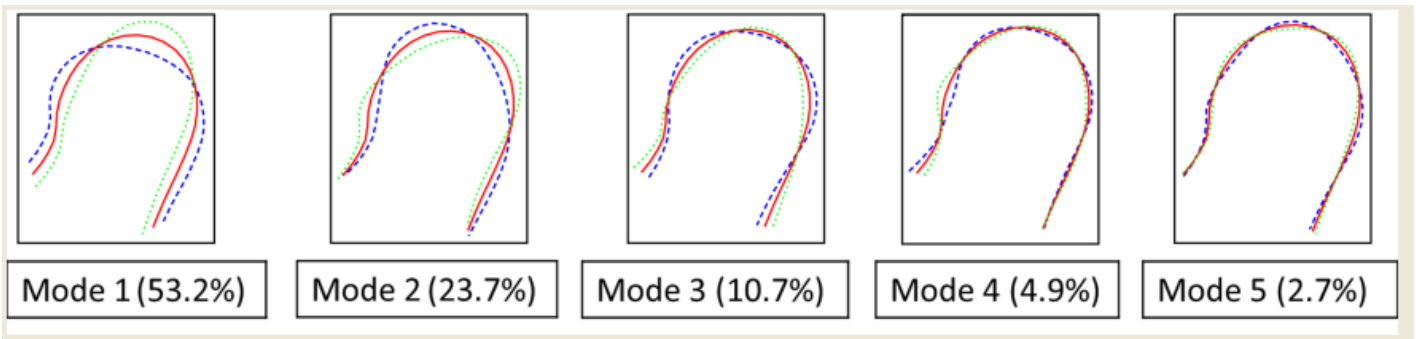 Mode 1 (53.2%)
Mode 2 (23.7%)
Mode 3 (10.7%)
Mode 4 (4.9%)
Mode 5 (2.7%)